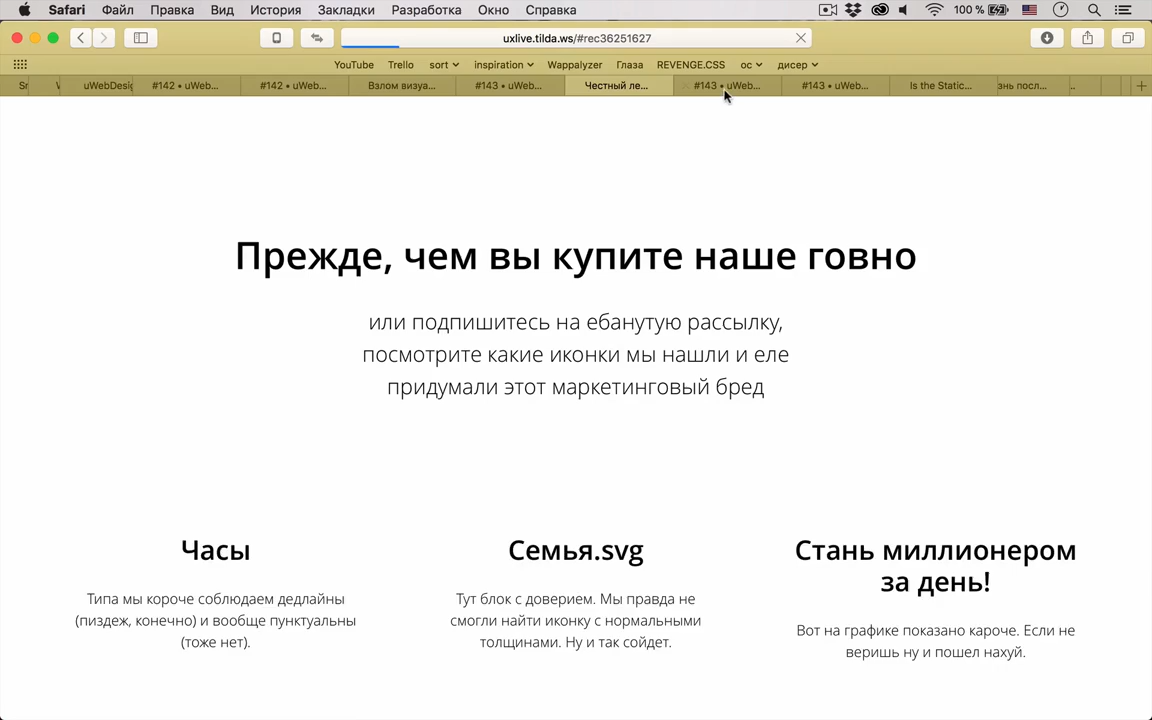 Safari Файл Правка Вид История Закладки Разработка Окно Справка 100 %
uxlive.tilda.ws/#rec36251627
YouTube Trello sort inspiration Wappalyzer Глаза REVENGE.CSS ос дисер
uWebDesig #142 • uWeb... #142 • uWeb... Взлом визуа... #143 • uWeb... Честный ле... #143 • uWeb... #143 • uWeb... Is the Static... знь посл...
Прежде, чем вы купите наше говно
или подпишитесь на ебанутую рассылку,
посмотрите какие иконки мы нашли и еле
придумали этот маркетинговый бред
Часы
Типа мы короче соблюдаем дедлайны
(пиздеж, конечно) и вообще пунктуальны
(тоже нет).
Семья.svg
Тут блок с доверием. Мы правда не
смогли найти иконку с нормальными
толщинами. Ну и так сойдет.
Стань миллионером
за день!
Вот на графике показано кароче. Если не
веришь ну и пошел нахуй.